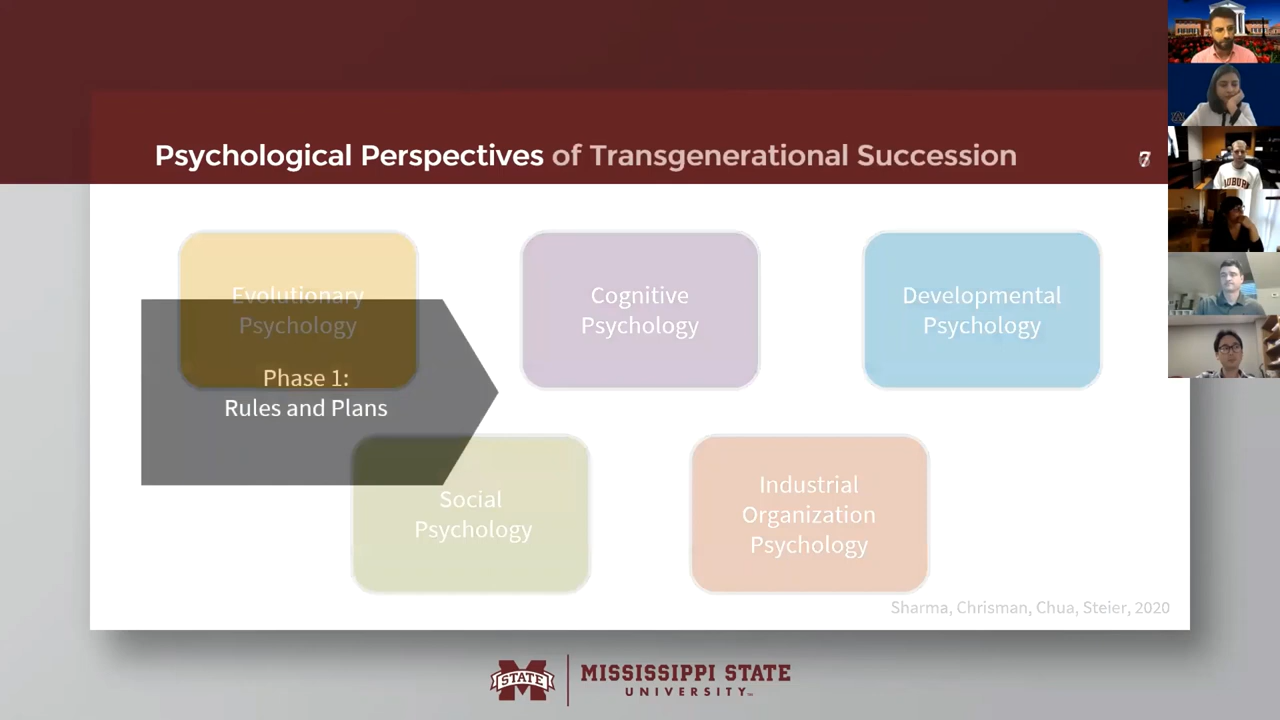 Psychological Perspectives of Transgenerational Succession
Evolutionary
Psychology
Cognitive
Psychology
Developmental
Psychology
Phase 1:
Rules and Plans
Social
Psychology
Industrial
Organization
Psychology
Sharma, Chrisman, Chua, Steier, 2020
STATE
MISSISSIPPI STATE
UNIVERSITY
AUBURN